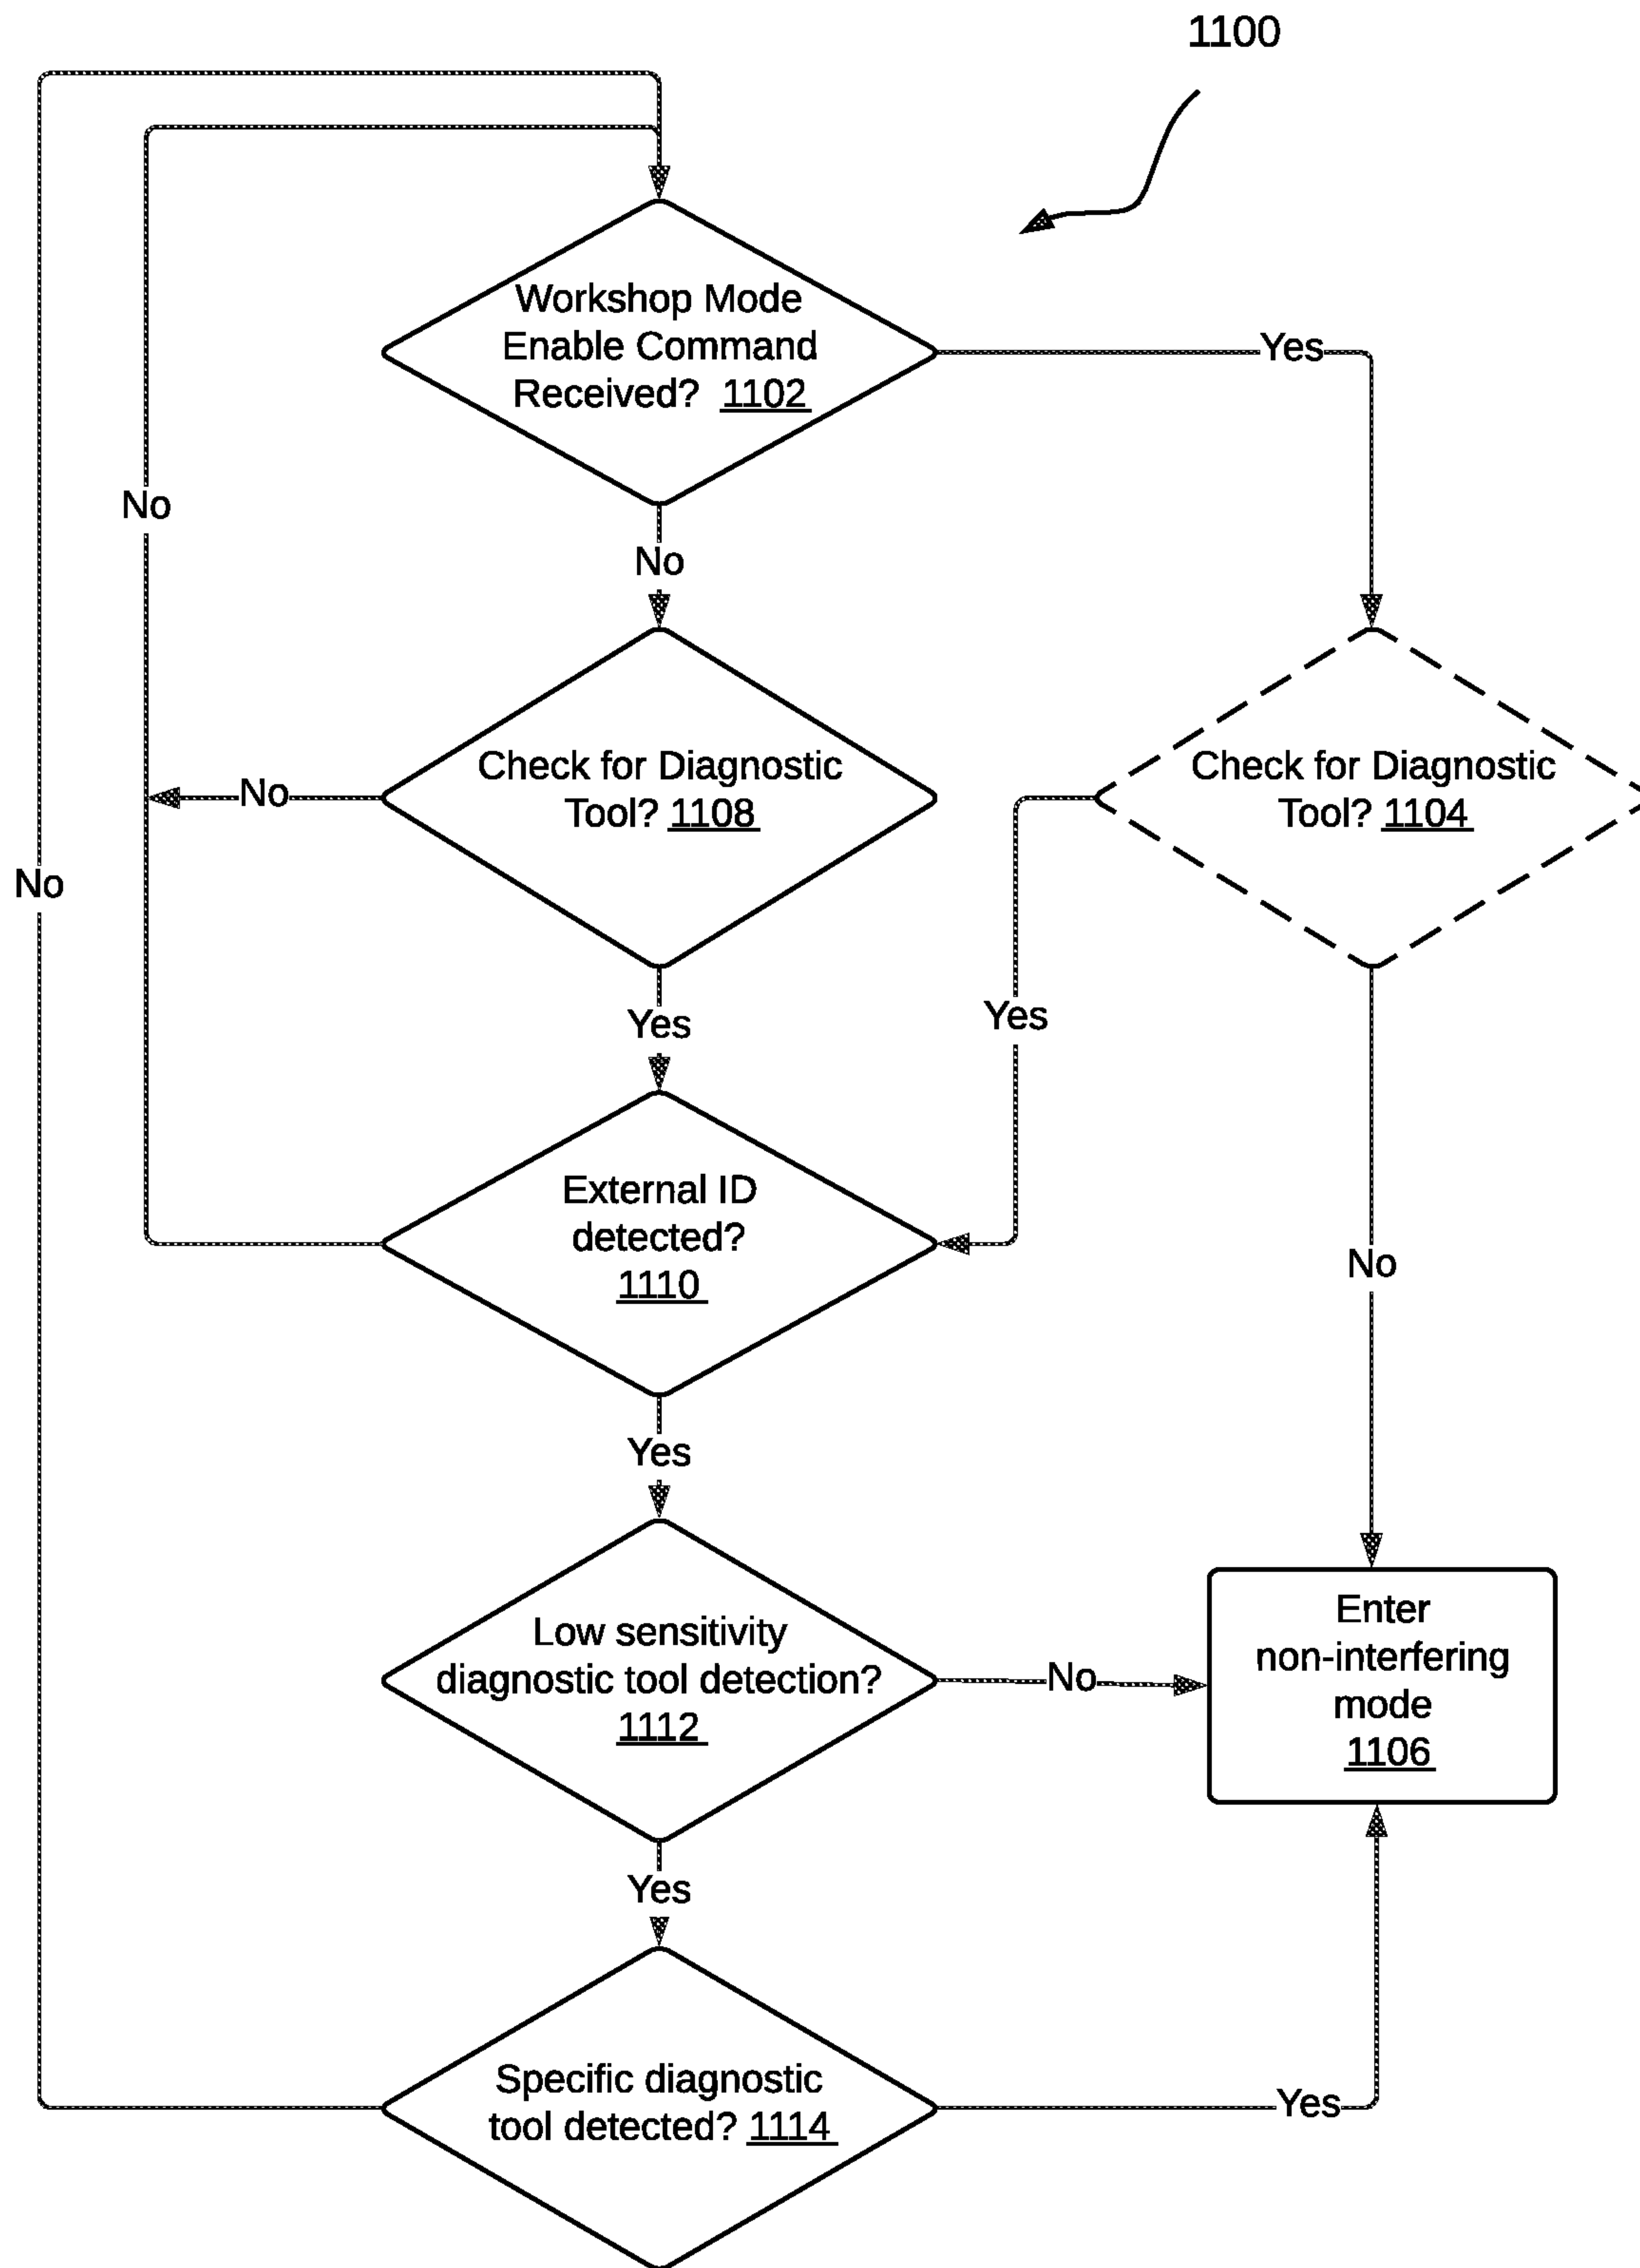 1100
Workshop Mode
Enable Command
Received? 1102
Yes
No
No
Check for Diagnostic
Tool? 1108
Check for Diagnostic
Tool? 1104
No
No
Yes
Yes
External ID
detected?
1110
No
Yes
Low sensitivity
diagnostic tool detection?
1112
No
Enter
non-interfering
mode
1106
Yes
Specific diagnostic
tool detected? 1114
Yes